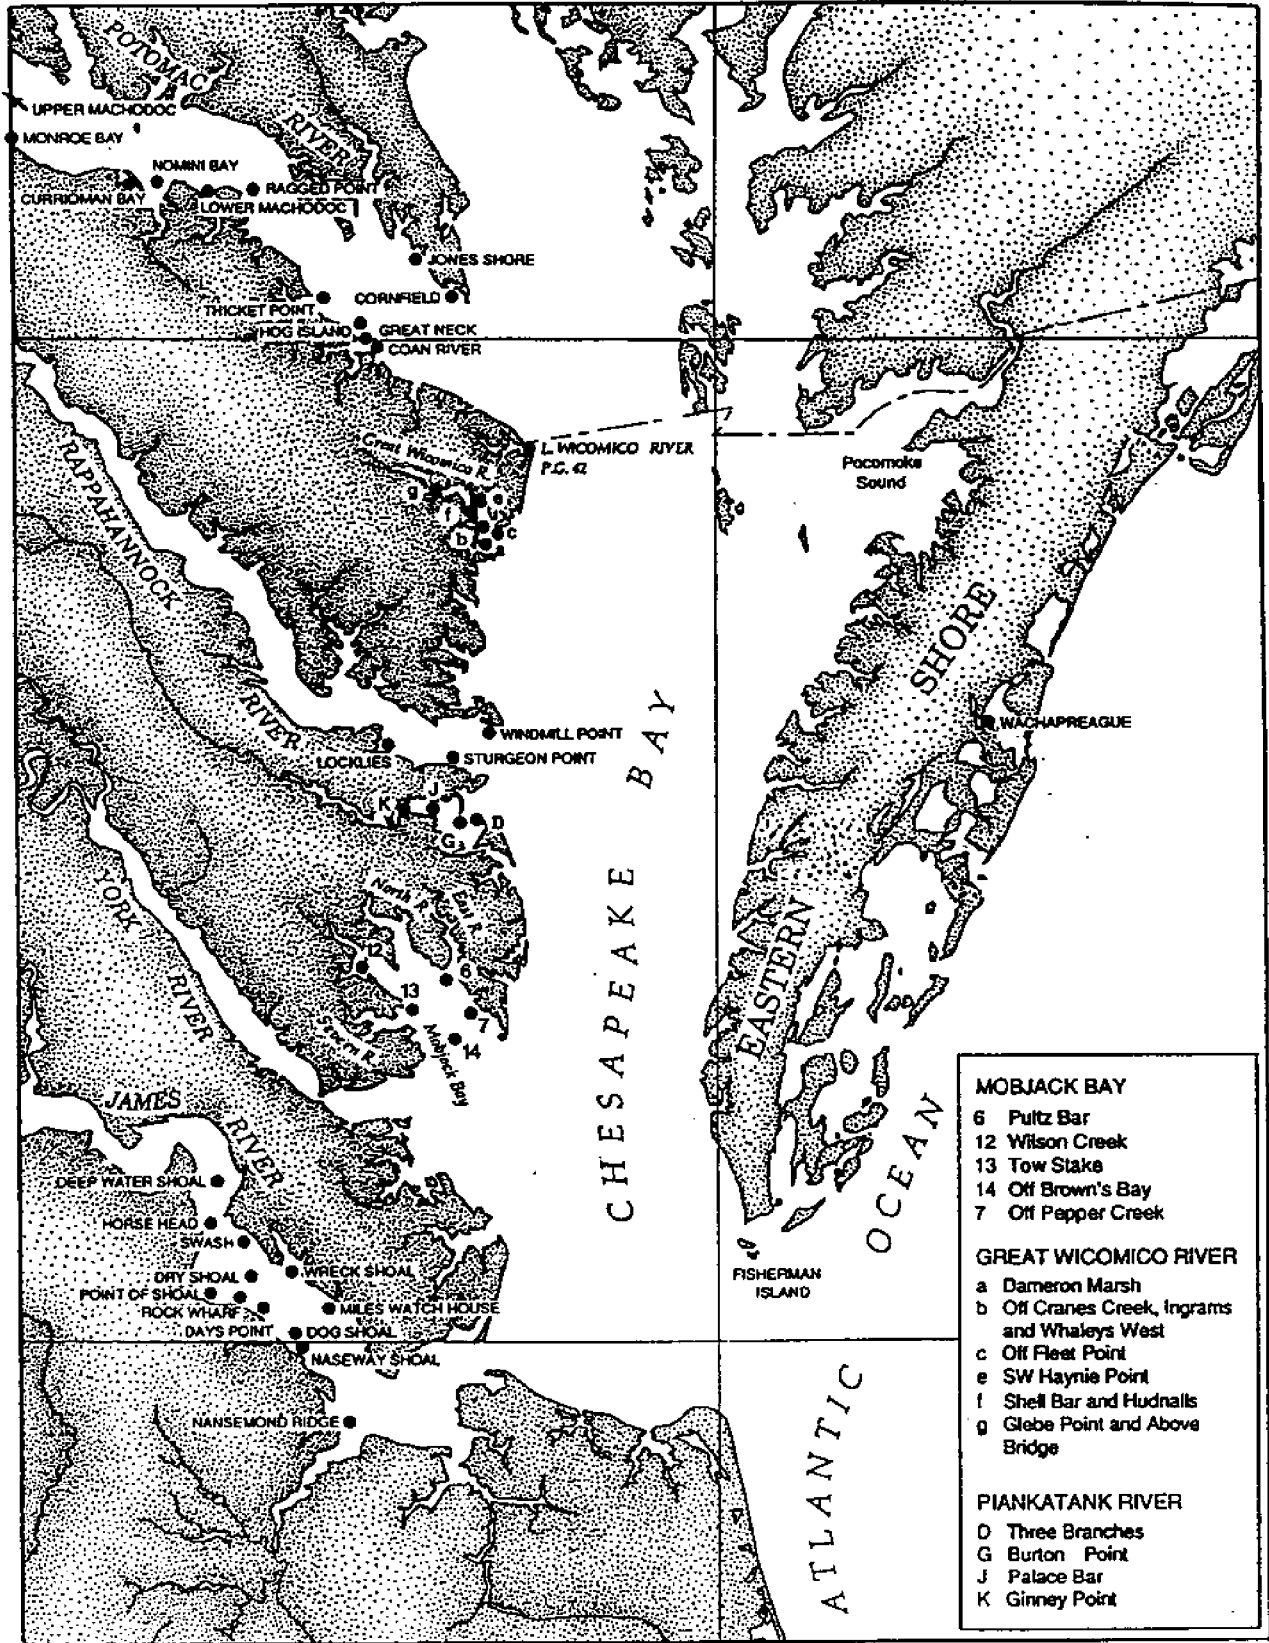 POTOMAC
RIVER
UPPER MACHODOC
MONROE BAY
NOMINI BAY
CURRIOMAN BAY
RAGGED POINT
LOWER MACHODOC
JONES SHORE
CORNFIELD
THICKET POINT
HOG ISLAND
GREAT NECK
COAN RIVER
L. WICOMICO RIVER
P.G. 42
Great Wicomico R.
g
e
f
c
b
Pocomoke
Sound
RAPPAHANNOCK
RIVER
WINDMILL POINT
LOCKLIES
STURGEON POINT
K
J
D
G
WACHAPREAGUE
EASTERN
SHORE
CHESAPEAKE
BAY
YORK
RIVER
North R.
East R.
12
6
13
7
14
Severn R.
Mobjack Bay
JAMES
RIVER
DEEP WATER SHOAL
HORSE HEAD
SWASH
WRECK SHOAL
DRY SHOAL
POINT OF SHOAL
ROCK WHARF
MILES WATCH HOUSE
DAYS POINT
DOG SHOAL
NASEWAY SHOAL
NANSEMOND RIDGE
FISHERMAN
ISLAND
ATLANTIC
OCEAN
MOBJACK BAY
6 Pultz Bar
12 Wilson Creek
13 Tow Stake
14 Off Brown's Bay
7 Off Pepper Creek
GREAT WICOMICO RIVER
a Dameron Marsh
b Off Cranes Creek, Ingrams
and Whaleys West
c Off Fleet Point
e SW Haynie Point
f Shell Bar and Hudnalls
g Glebe Point and Above
Bridge
PIANKATANK RIVER
D Three Branches
G Burton Point
J Palace Bar
K Ginney Point